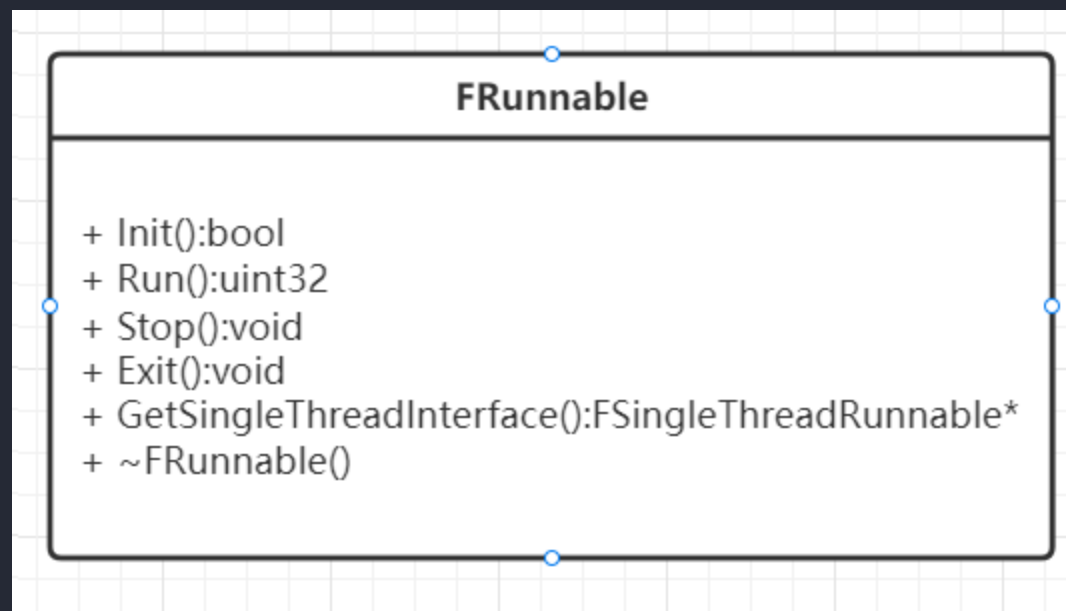 FRunnable
+ Init():bool
+ Run():uint32
+ Stop():void
+ Exit():void
+ GetSingleThreadInterface():FSingleThreadRunnable*
+ ~FRunnable()